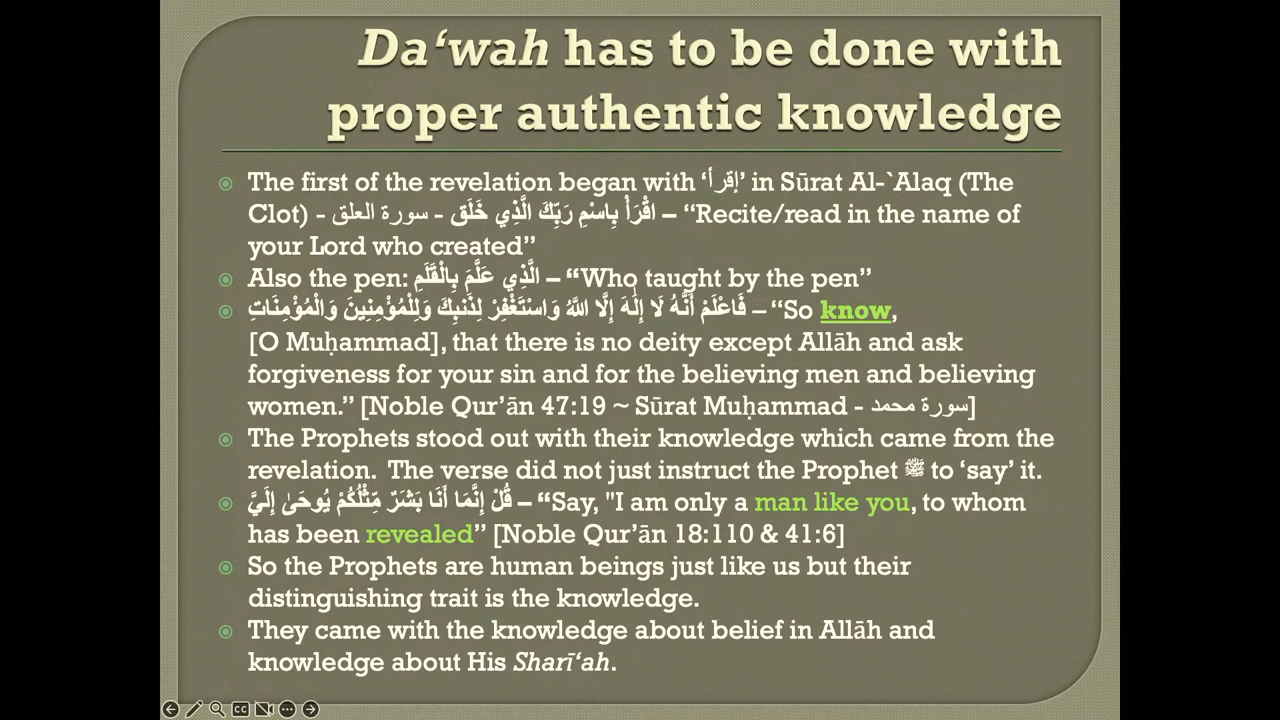 Da‘wah has to be done with
proper authentic knowledge
The first of the revelation began with ‘إقرأ’ in Sūrat Al-`Alaq (The
Clot) - سورة العلق - اقْرَأْ بِاسْمِ رَبِّكَ الَّذِي خَلَقَ – “Recite/read in the name of
your Lord who created”
Also the pen: الَّذِي عَلَّمَ بِالْقَلَمِ – “Who taught by the pen”
فَاعْلَمْ أَنَّهُ لَا إِلَٰهَ إِلَّا اللَّهُ وَاسْتَغْفِرْ لِذَنبِكَ وَلِلْمُؤْمِنِينَ وَالْمُؤْمِنَاتِ – “So know,
[O Muḥammad], that there is no deity except Allāh and ask
forgiveness for your sin and for the believing men and believing
women.” [Noble Qur’ān 47:19 ~ Sūrat Muḥammad - سورة محمد]
The Prophets stood out with their knowledge which came from the
revelation.  The verse did not just instruct the Prophet ﷺ to ‘say’ it.
قُلْ إِنَّمَا أَنَا بَشَرٌ مِّثْلُكُمْ يُوحَىٰ إِلَيَّ – “Say, "I am only a man like you, to whom
has been revealed” [Noble Qur’ān 18:110 & 41:6]
So the Prophets are human beings just like us but their
distinguishing trait is the knowledge.
They came with the knowledge about belief in Allāh and
knowledge about His Sharī‘ah.
CC